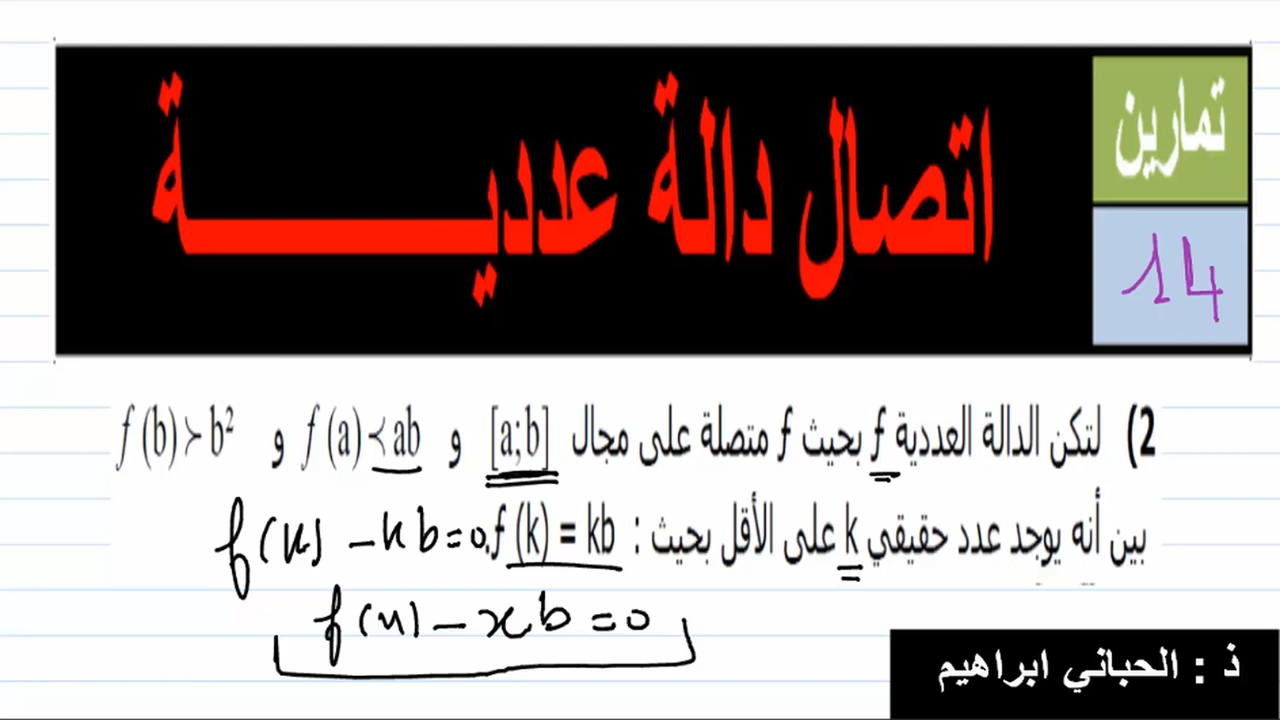 تمارين
14
اتصال دالة عدديـــــــــة
2) لتكن الدالة العددية f بحيث f متصلة على مجال [a;b] و f(a)≺ab و f(b)≻b²
بين أنه يوجد عدد حقيقي k على الأقل بحيث : f(k) = kb.
f(k) – kb=0
f(x) – xb = 0
ذ : الحباني ابراهيم